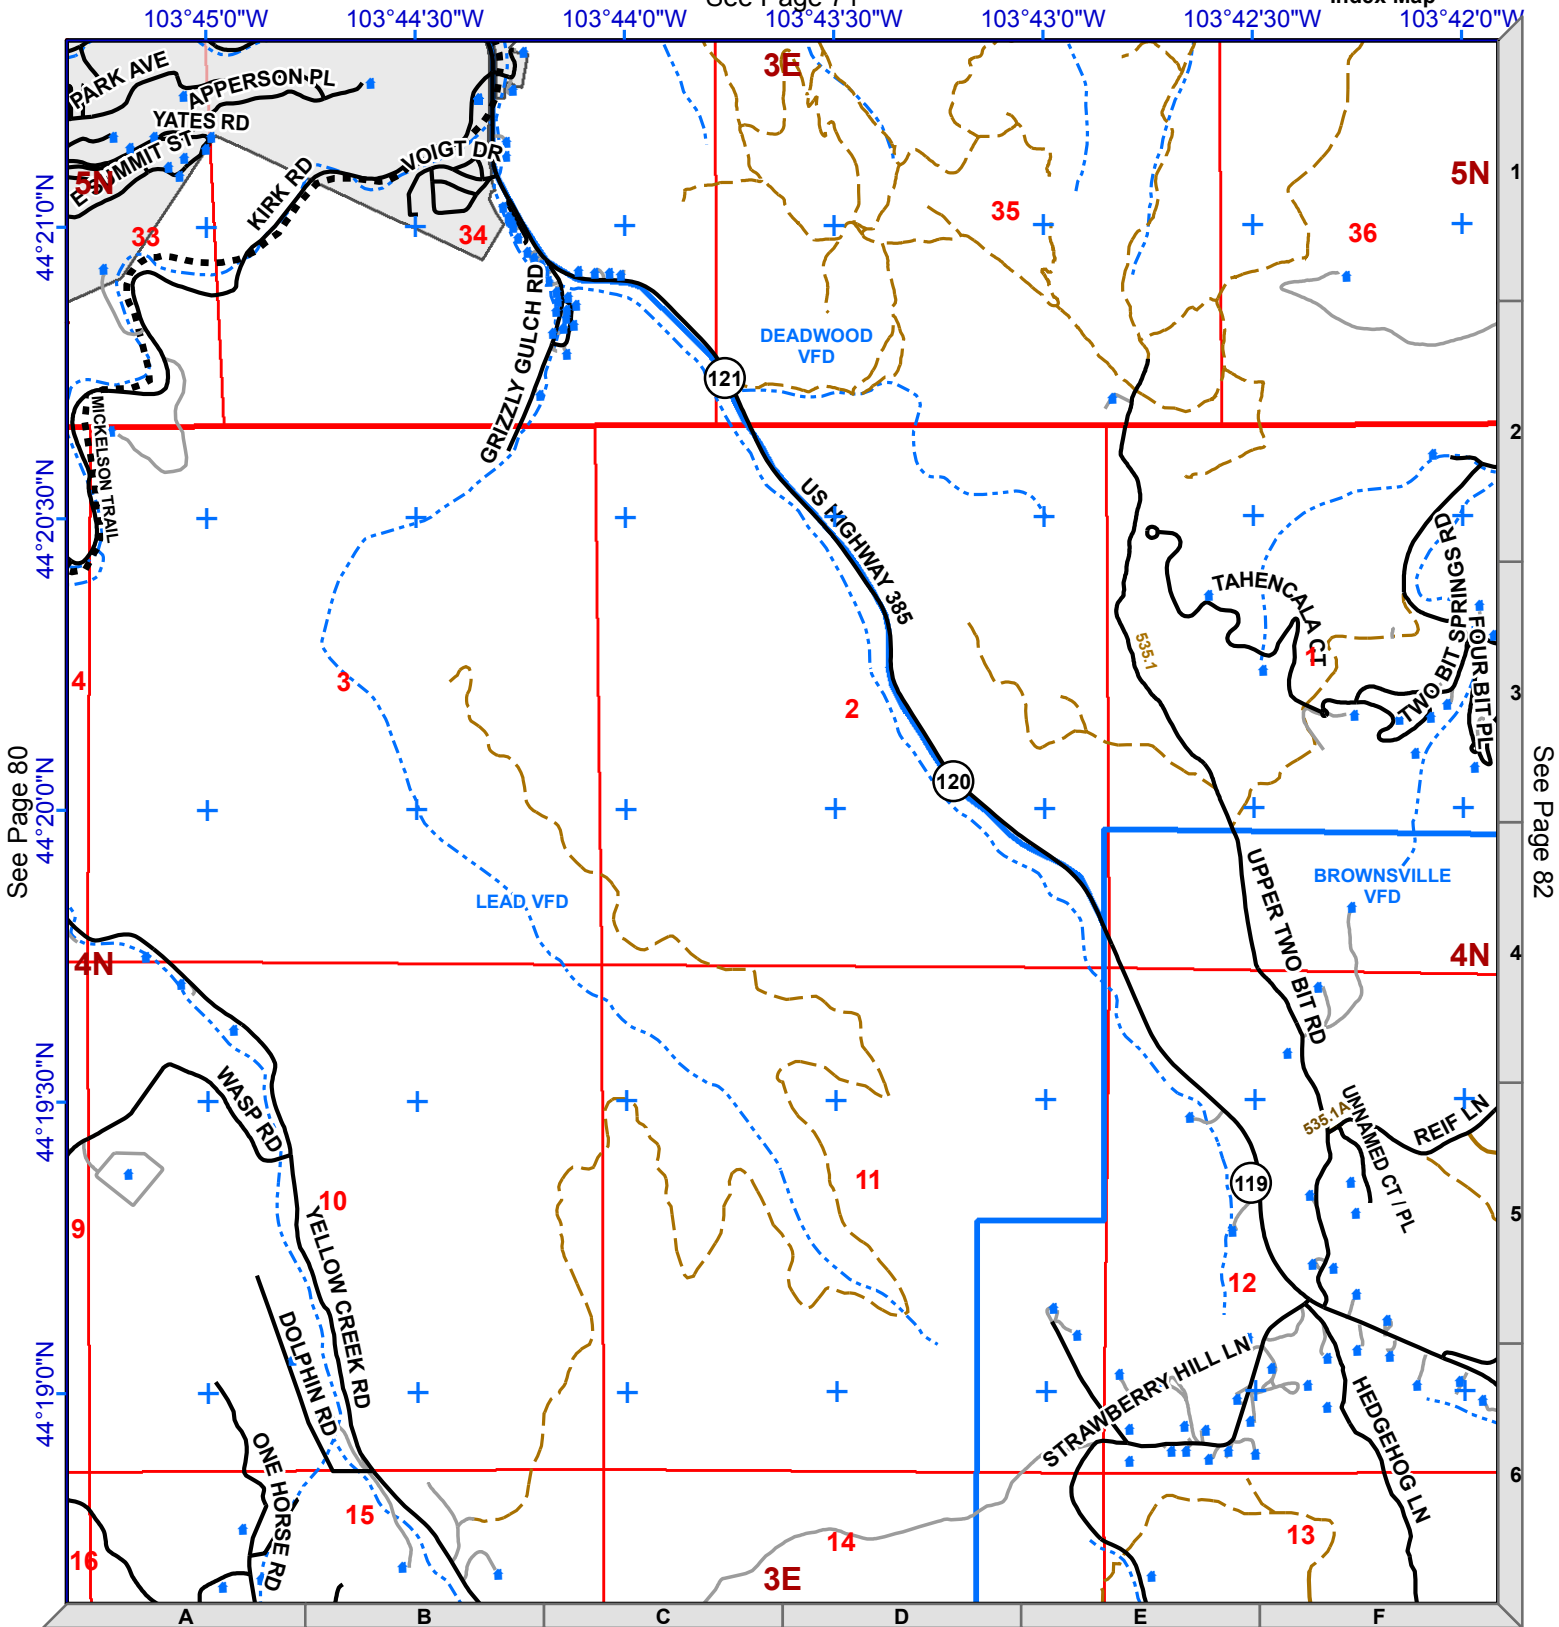 See Page 71
Index Map
103°45'0"W
103°44'30"W
103°44'0"W
103°43'30"W
103°43'0"W
103°42'30"W
103°42'0"W
3E
PARK AVE
APPERSON PL
YATES RD
E SUMMIT ST
VOIGT DR
KIRK RD
5N
5N
1
44°21'0"N
33
34
35
36
GRIZZLY GULCH RD
DEADWOOD
VFD
121
MICKELSON TRAIL
2
44°20'30"N
US HIGHWAY 385
TAHENCALA CT
TWO BIT SPRINGS RD
FOUR BIT PL
535.1
4
3
2
1
3
See Page 80
See Page 82
44°20'0"N
120
LEAD VFD
UPPER TWO BIT RD
BROWNSVILLE
VFD
4N
4N
4
44°19'30"N
WASP RD
535.1A
UNNAMED CT / PL
REIF LN
9
10
11
119
12
5
YELLOW CREEK RD
DOLPHIN RD
44°19'0"N
STRAWBERRY HILL LN
HEDGEHOG LN
ONE HORSE RD
6
16
15
14
13
3E
A
B
C
D
E
F